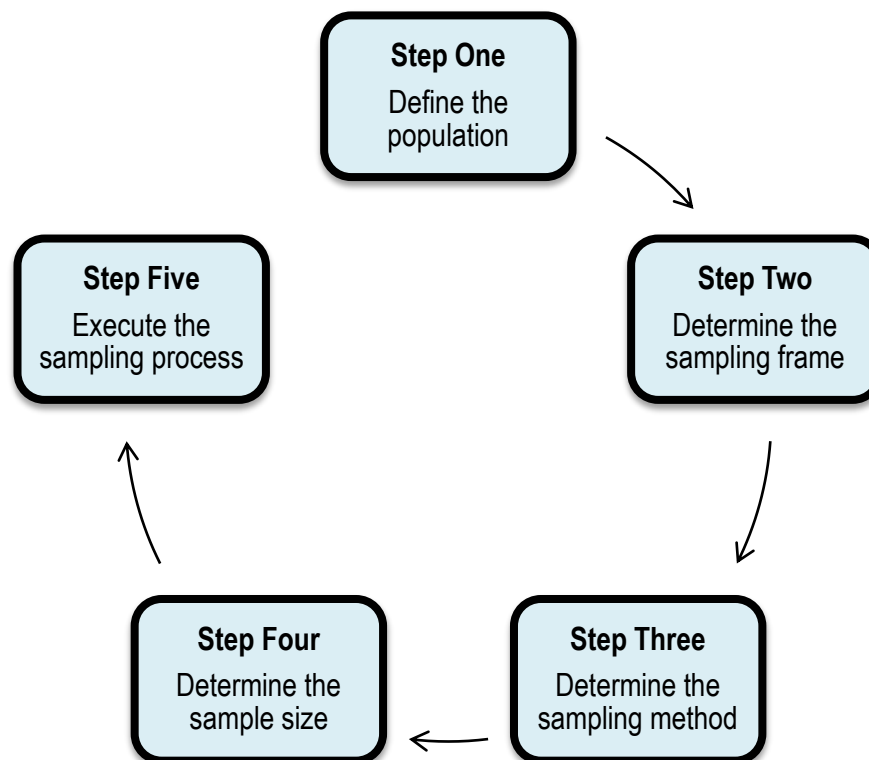 Step One
Define the
population
Step Two
Determine the
sampling frame
Step Three
Determine the
sampling method
Step Four
Determine the
sample size
Step Five
Execute the
sampling process